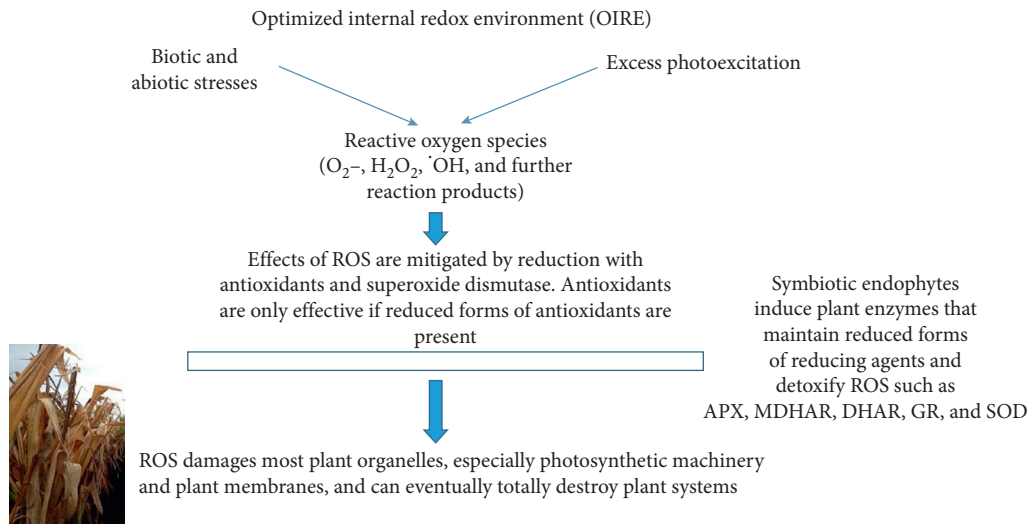 Optimized internal redox environment (OIRE)
Biotic and
abiotic stresses
Excess photoexcitation
Reactive oxygen species
(O₂–, H₂O₂, ˙OH, and further
reaction products)
Effects of ROS are mitigated by reduction with
antioxidants and superoxide dismutase. Antioxidants
are only effective if reduced forms of antioxidants are
present
Symbiotic endophytes
induce plant enzymes that
maintain reduced forms
of reducing agents and
detoxify ROS such as
APX, MDHAR, DHAR, GR, and SOD
ROS damages most plant organelles, especially photosynthetic machinery
and plant membranes, and can eventually totally destroy plant systems